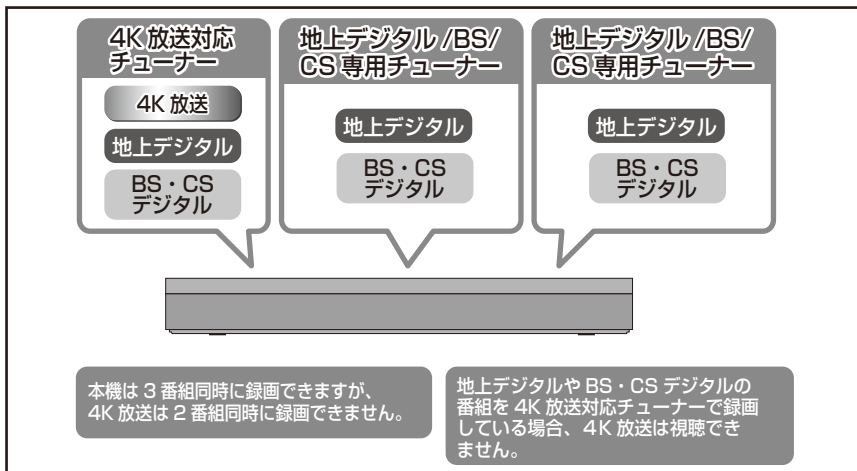 4K 放送対応
チューナー
4K 放送
地上デジタル
BS・CS
デジタル
地上デジタル /BS/
CS 専用チューナー
地上デジタル
BS・CS
デジタル
地上デジタル /BS/
CS 専用チューナー
地上デジタル
BS・CS
デジタル
本機は 3 番組同時に録画できますが、
4K 放送は 2 番組同時に録画できません。
地上デジタルや BS・CS デジタルの
番組を 4K 放送対応チューナーで録画
している場合、4K 放送は視聴でき
ません。